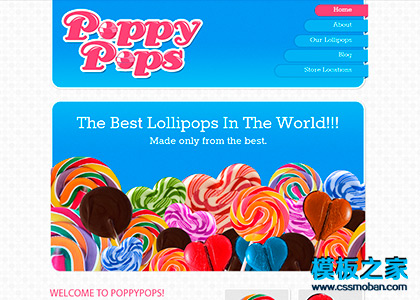 Poppy
Pops
Home
About
Our Lollipops
Blog
Store Locations
The Best Lollipops In The World!!!
Made only from the best.
WELCOME TO POPPYPOPS!
模板之家
www.cssmoban.com